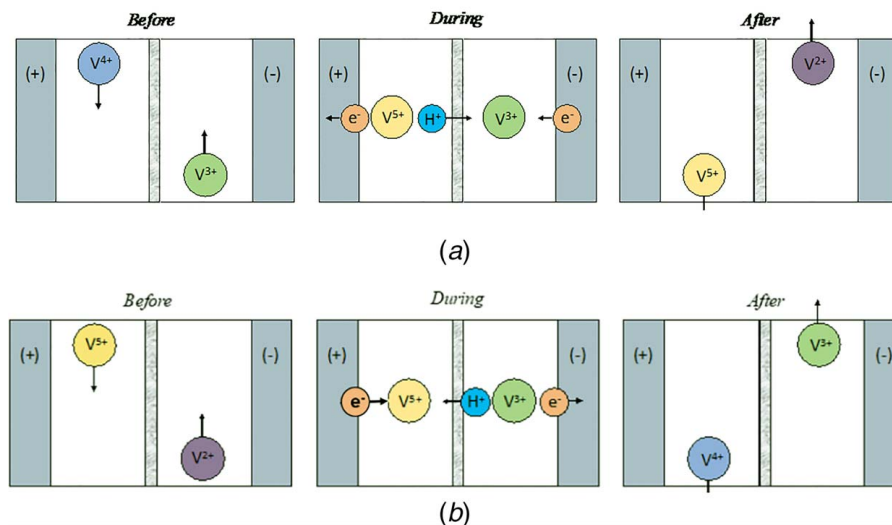 Before During After
(+) V⁴⁺ (-) (+) (-) (+) V²⁺ (-)
e⁻ V⁵⁺ H⁺ V³⁺ e⁻
V³⁺ V⁵⁺
(a)
Before During After
(+) V⁵⁺ (-) (+) (-) (+) V³⁺ (-)
e⁻ V⁵⁺ H⁺ V³⁺ e⁻
V²⁺ V⁴⁺
(b)